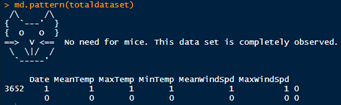 > md.pattern(totaldataset)
 /\     /\
{  `---'  }
{  O   O  }
==>  V <==  No need for mice. This data set is completely observed.
 \  \|/  /
  `-----'
     Date MeanTemp MaxTemp MinTemp MeanWindSpd MaxWindSpd
3652    1        1       1       1           1          1 0
        0        0       0       0           0          0 0